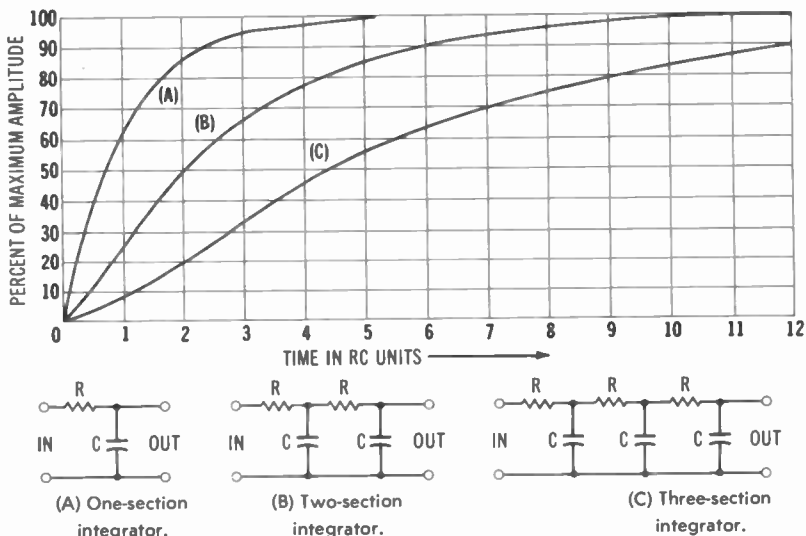 PERCENT OF MAXIMUM AMPLITUDE
100
90
80
70
60
50
40
30
20
10
(A)
(B)
(C)
0 1 2 3 4 5 6 7 8 9 10 11 12
TIME IN RC UNITS
R
R R
R R R
IN C OUT
IN C C OUT
IN C C C OUT
(A) One-section
integrator.
(B) Two-section
integrator.
(C) Three-section
integrator.